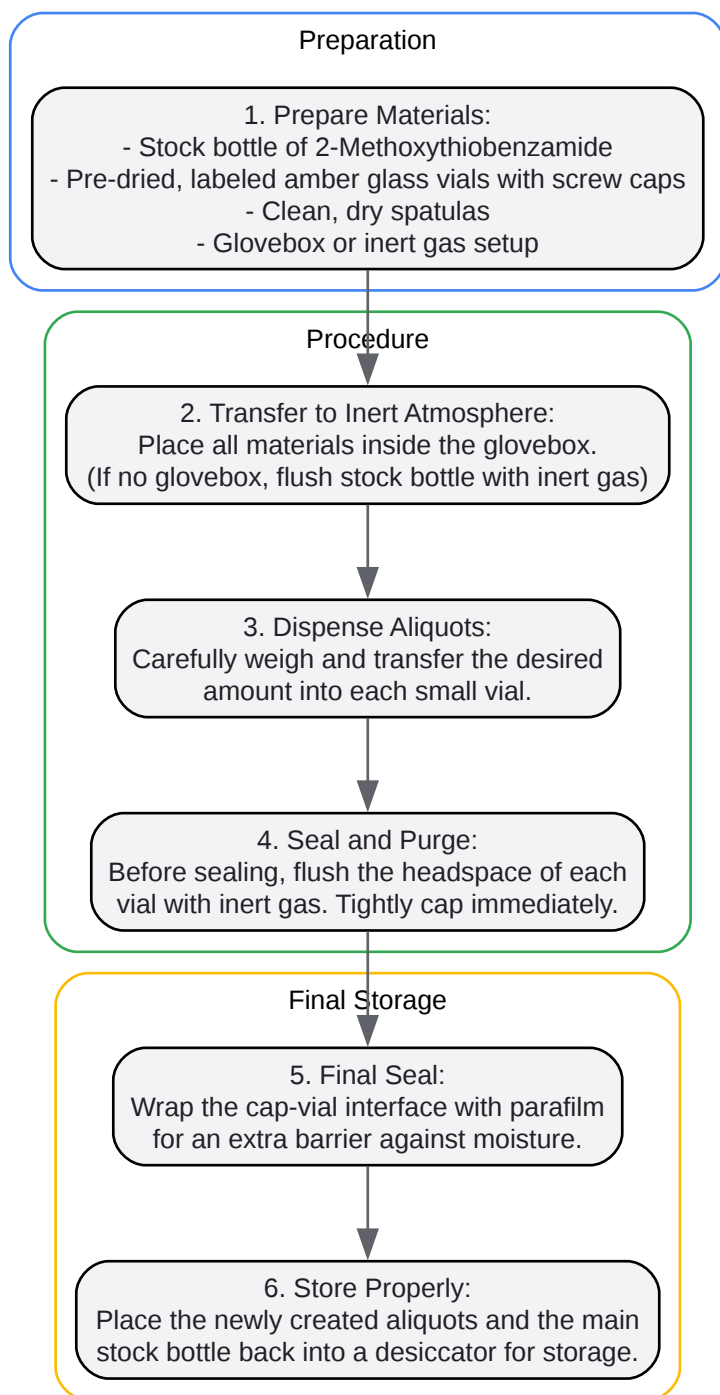 Preparation
1. Prepare Materials:
- Stock bottle of 2-Methoxythiobenzamide
- Pre-dried, labeled amber glass vials with screw caps
- Clean, dry spatulas
- Glovebox or inert gas setup
Procedure
2. Transfer to Inert Atmosphere:
Place all materials inside the glovebox.
(If no glovebox, flush stock bottle with inert gas)
3. Dispense Aliquots:
Carefully weigh and transfer the desired
amount into each small vial.
4. Seal and Purge:
Before sealing, flush the headspace of each
vial with inert gas. Tightly cap immediately.
Final Storage
5. Final Seal:
Wrap the cap-vial interface with parafilm
for an extra barrier against moisture.
6. Store Properly:
Place the newly created aliquots and the main
stock bottle back into a desiccator for storage.